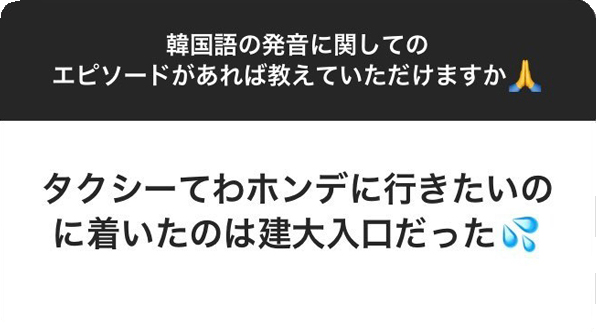 韓国語の発音に関しての
エピソードがあれば教えていただけますか🙏
タクシーてわホンデに行きたいの
に着いたのは建大入口だった💦